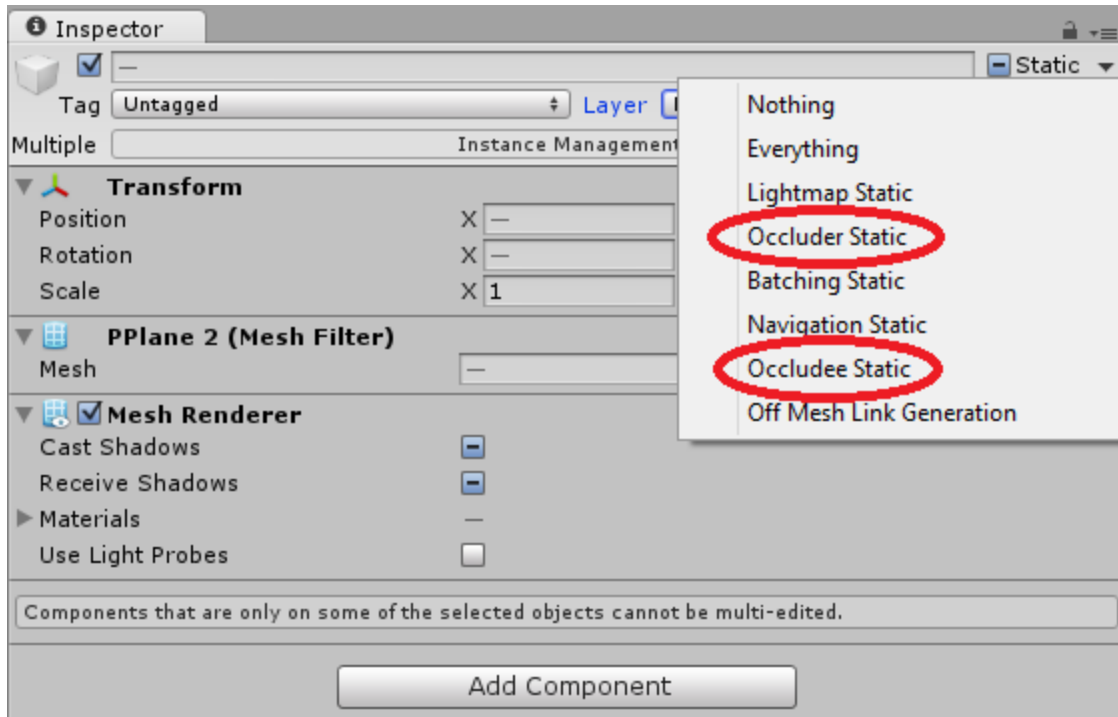 Inspector
— Static
Tag Untagged Layer
Multiple Instance Management
Transform
Position X —
Rotation X —
Scale X 1
PPlane 2 (Mesh Filter)
Mesh —
Mesh Renderer
Cast Shadows
Receive Shadows
Materials —
Use Light Probes
Components that are only on some of the selected objects cannot be multi-edited.
Add Component
Nothing
Everything
Lightmap Static
Occluder Static
Batching Static
Navigation Static
Occludee Static
Off Mesh Link Generation